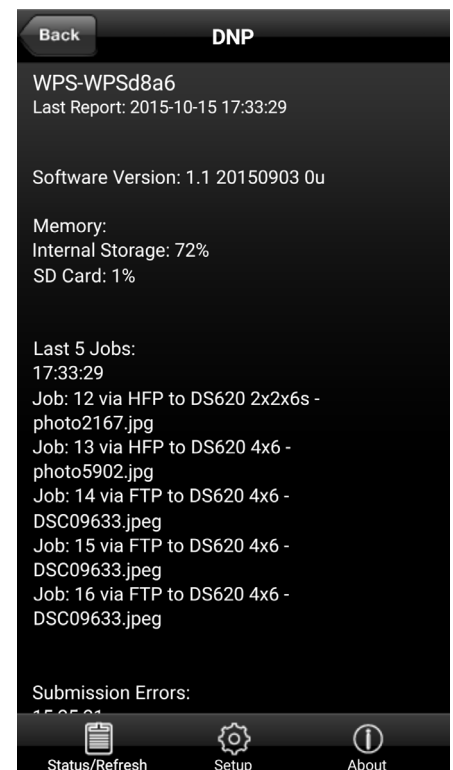 Back
DNP
WPS-WPSd8a6
Last Report: 2015-10-15 17:33:29
Software Version: 1.1 20150903 0u
Memory:
Internal Storage: 72%
SD Card: 1%
Last 5 Jobs:
17:33:29
Job: 12 via HFP to DS620 2x2x6s -
photo2167.jpg
Job: 13 via HFP to DS620 4x6 -
photo5902.jpg
Job: 14 via FTP to DS620 4x6 -
DSC09633.jpeg
Job: 15 via FTP to DS620 4x6 -
DSC09633.jpeg
Job: 16 via FTP to DS620 4x6 -
DSC09633.jpeg
Submission Errors:
Status/Refresh
Setup
About